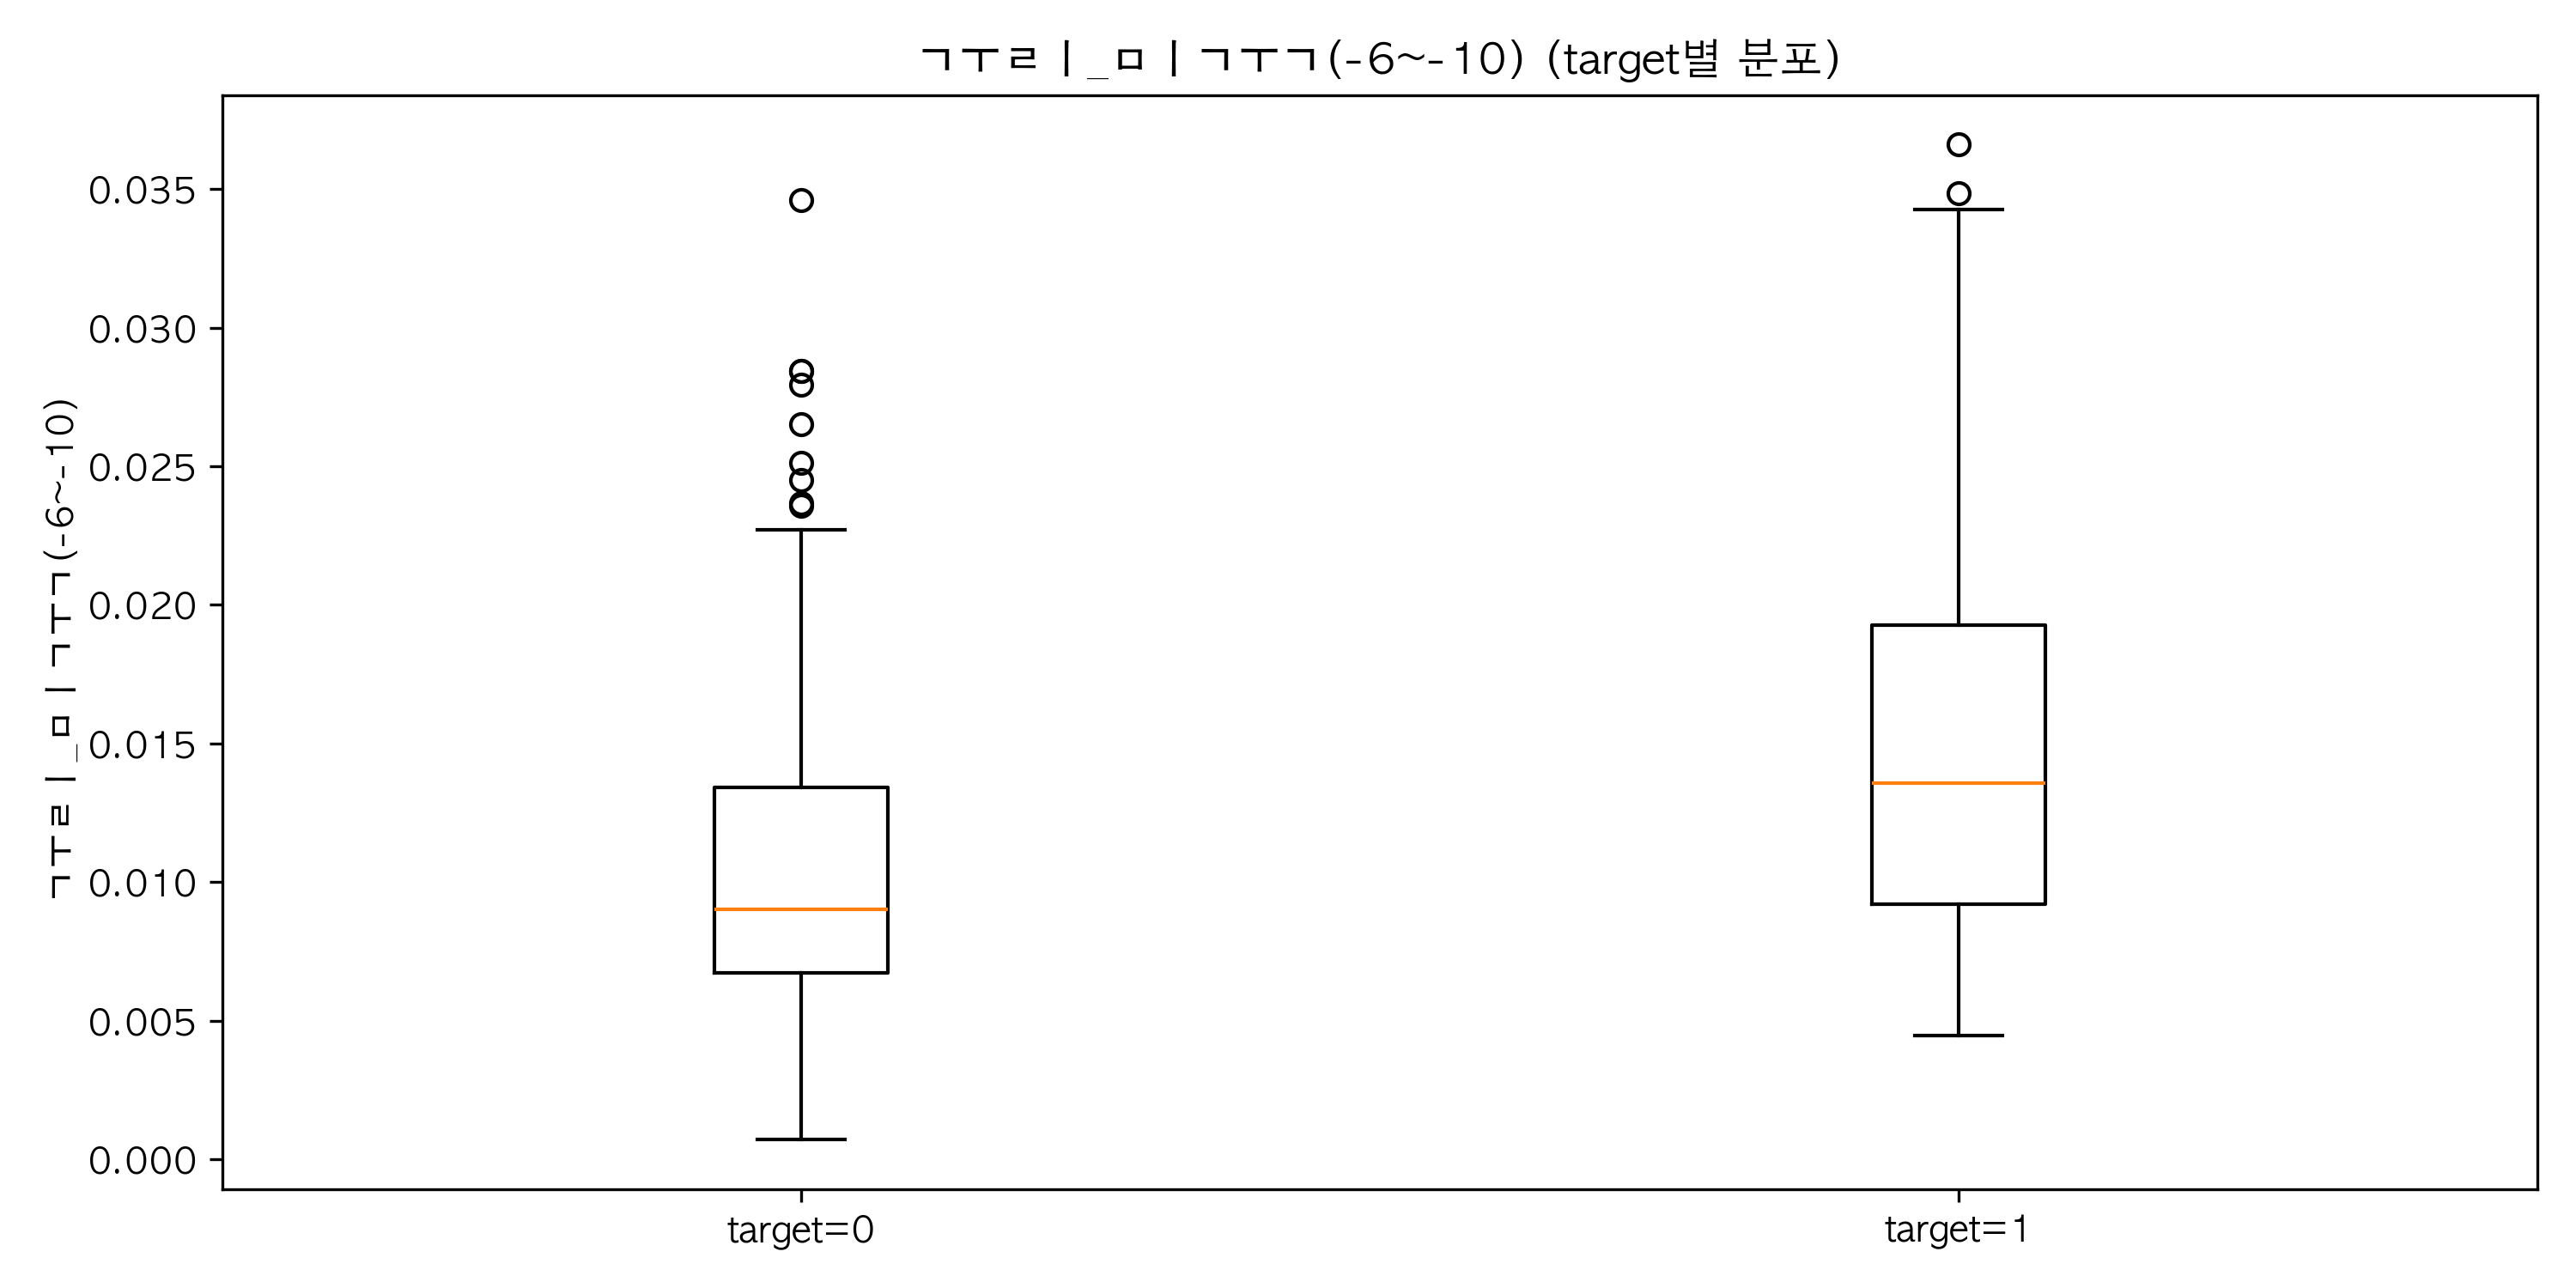 ㄱㅜㄹㅣ_ㅁㅣㄱㅜㄱ(-6~-10) (target별 분포)
ㄱㅜㄹㅣ_ㅁㅣㄱㅜㄱ(-6~-10)
0.035
0.030
0.025
0.020
0.015
0.010
0.005
0.000
target=0
target=1